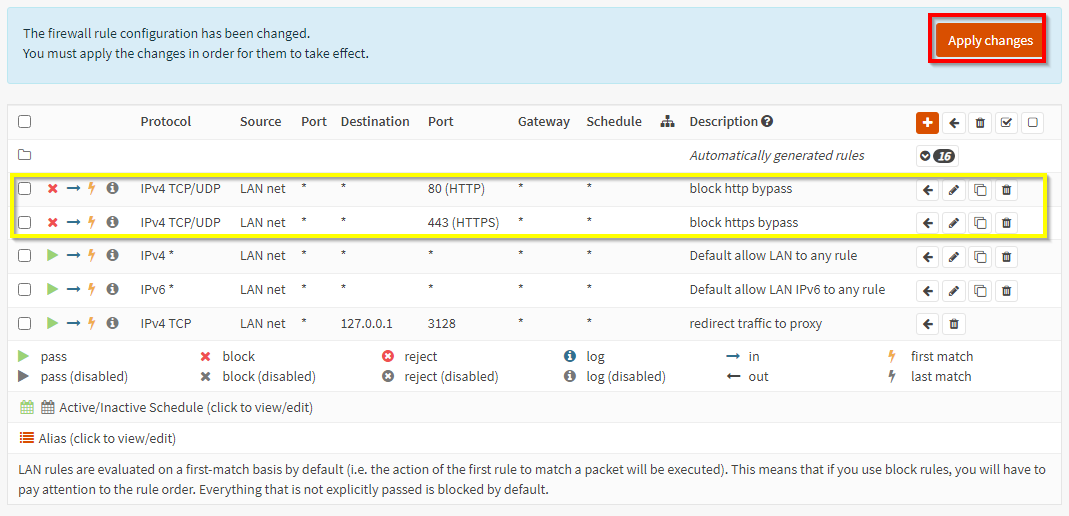 The firewall rule configuration has been changed.
You must apply the changes in order for them to take effect.
Apply changes
Protocol Source Port Destination Port Gateway Schedule Description
Automatically generated rules 16
IPv4 TCP/UDP LAN net * * 80 (HTTP) * * block http bypass
IPv4 TCP/UDP LAN net * * 443 (HTTPS) * * block https bypass
IPv4 * LAN net * * * * * Default allow LAN to any rule
IPv6 * LAN net * * * * * Default allow LAN IPv6 to any rule
IPv4 TCP LAN net * 127.0.0.1 3128 * * redirect traffic to proxy
pass block reject log in first match
pass (disabled) block (disabled) reject (disabled) log (disabled) out last match
Active/Inactive Schedule (click to view/edit)
Alias (click to view/edit)
LAN rules are evaluated on a first-match basis by default (i.e. the action of the first rule to match a packet will be executed). This means that if you use block rules, you will have to
pay attention to the rule order. Everything that is not explicitly passed is blocked by default.